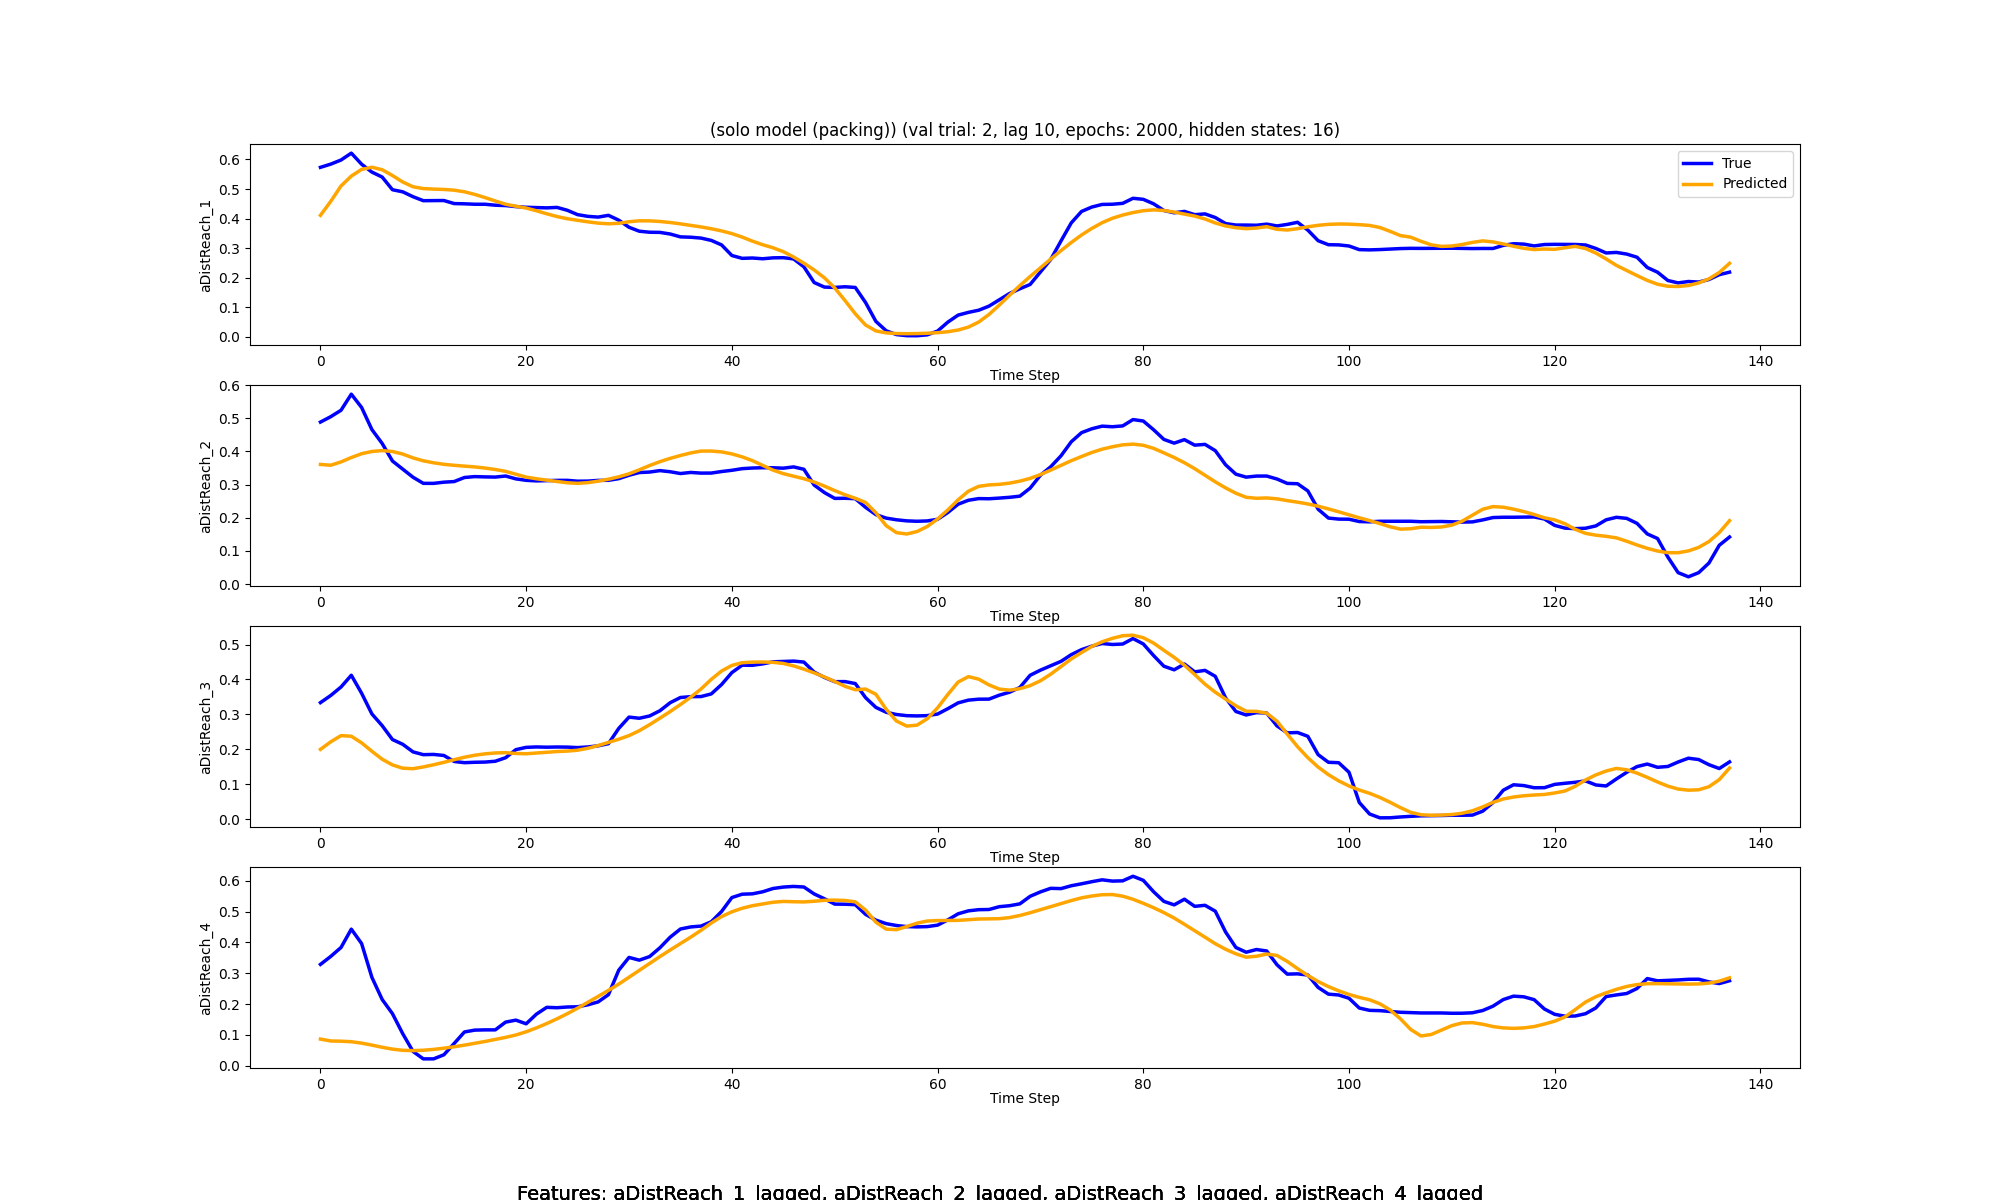 (solo model (packing)) (val trial: 2, lag 10, epochs: 2000, hidden states: 16)
True
Predicted
aDistReach_1
0.6
0.5
0.4
0.3
0.2
0.1
0.0
0 20 40 60 80 100 120 140
Time Step
aDistReach_2
0.6
0.5
0.4
0.3
0.2
0.1
0.0
0 20 40 60 80 100 120 140
Time Step
aDistReach_3
0.5
0.4
0.3
0.2
0.1
0.0
0 20 40 60 80 100 120 140
Time Step
aDistReach_4
0.6
0.5
0.4
0.3
0.2
0.1
0.0
0 20 40 60 80 100 120 140
Time Step
Features: aDistReach_1_lagged, aDistReach_2_lagged, aDistReach_3_lagged, aDistReach_4_lagged